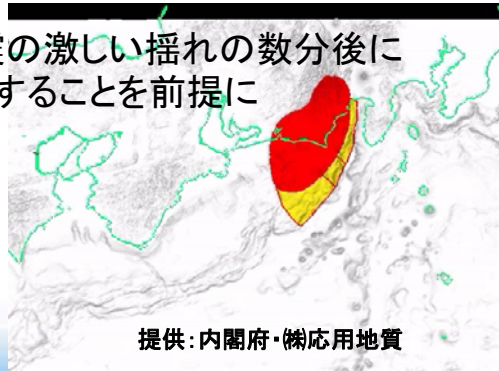 の激しい揺れの数分後に
することを前提に
提供:内閣府・㈱応用地質